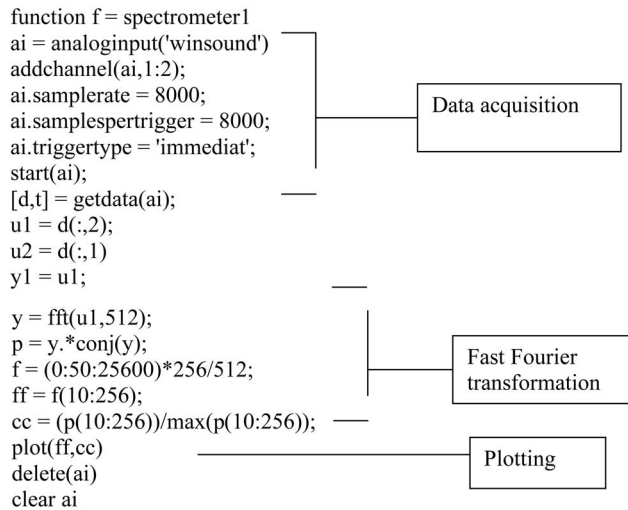 function f = spectrometer1
ai = analoginput('winsound')
addchannel(ai,1:2);
ai.samplerate = 8000;
ai.samplespertrigger = 8000;
ai.triggertype = 'immediat';
start(ai);
[d,t] = getdata(ai);
u1 = d(:,2);
u2 = d(:,1)
y1 = u1;
Data acquisition
y = fft(u1,512);
p = y.*conj(y);
f = (0:50:25600)*256/512;
ff = f(10:256);
cc = (p(10:256))/max(p(10:256));
Fast Fourier
transformation
plot(ff,cc)
delete(ai)
clear ai
Plotting